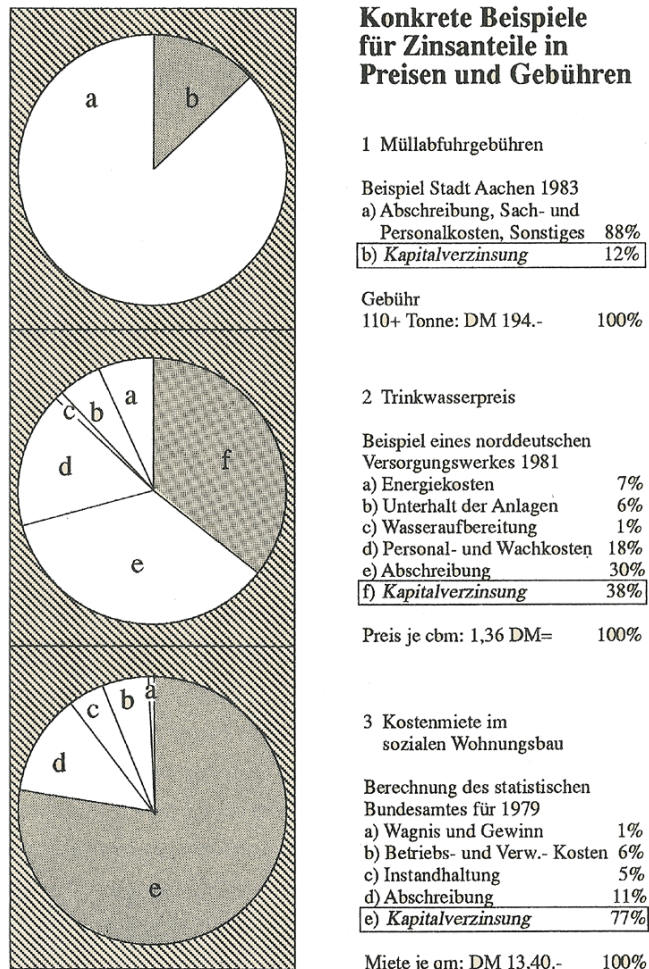 Konkrete Beispiele
für Zinsanteile in
Preisen und Gebühren
a
b
1 Müllabfuhrgebühren
Beispiel Stadt Aachen 1983
a) Abschreibung, Sach- und
Personalkosten, Sonstiges 88%
b) Kapitalverzinsung 12%
Gebühr
110+ Tonne: DM 194.- 100%
a
b
c
d
e
f
2 Trinkwasserpreis
Beispiel eines norddeutschen
Versorgungswerkes 1981
a) Energiekosten 7%
b) Unterhalt der Anlagen 6%
c) Wasseraufbereitung 1%
d) Personal- und Wachkosten 18%
e) Abschreibung 30%
f) Kapitalverzinsung 38%
Preis je cbm: 1,36 DM= 100%
a
b
c
d
e
3 Kostenmiete im
sozialen Wohnungsbau
Berechnung des statistischen
Bundesamtes für 1979
a) Wagnis und Gewinn 1%
b) Betriebs- und Verw.- Kosten 6%
c) Instandhaltung 5%
d) Abschreibung 11%
e) Kapitalverzinsung 77%
Miete je qm: DM 13,40,- 100%